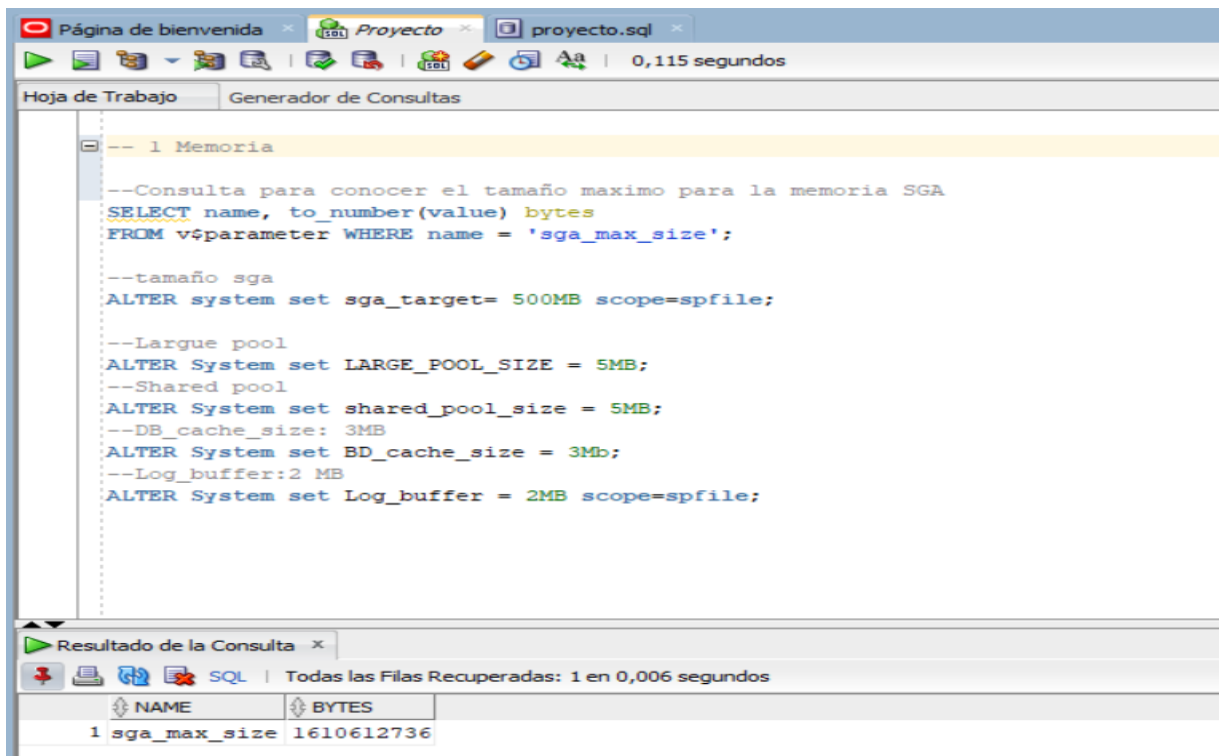 Página de bienvenida
Proyecto
proyecto.sql
0,115 segundos
Hoja de Trabajo
Generador de Consultas
-- 1 Memoria
--Consulta para conocer el tamaño maximo para la memoria SGA
SELECT name, to_number(value) bytes
FROM v$parameter WHERE name = 'sga_max_size';
--tamaño sga
ALTER system set sga_target= 500MB scope=spfile;
--Largue pool
ALTER System set LARGE_POOL_SIZE = 5MB;
--Shared pool
ALTER System set shared_pool_size = 5MB;
--DB_cache_size: 3MB
ALTER System set BD_cache_size = 3Mb;
--Log_buffer:2 MB
ALTER System set Log_buffer = 2MB scope=spfile;
Resultado de la Consulta
SQL | Todas las Filas Recuperadas: 1 en 0,006 segundos
NAME BYTES
1 sga_max_size 1610612736